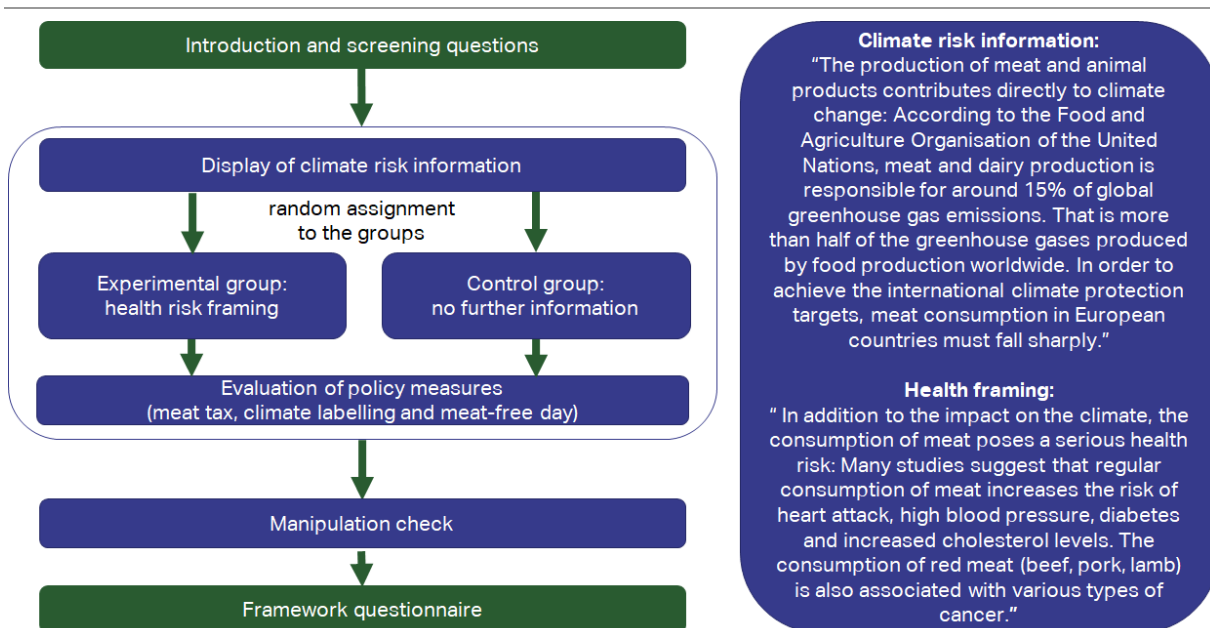 Introduction and screening questions
Display of climate risk information
random assignment
to the groups
Experimental group:
health risk framing
Control group:
no further information
Evaluation of policy measures
(meat tax, climate labelling and meat-free day)
Manipulation check
Framework questionnaire
Climate risk information:
“The production of meat and animal
products contributes directly to climate
change: According to the Food and
Agriculture Organisation of the United
Nations, meat and dairy production is
responsible for around 15% of global
greenhouse gas emissions. That is more
than half of the greenhouse gases produced
by food production worldwide. In order to
achieve the international climate protection
targets, meat consumption in European
countries must fall sharply.”
Health framing:
“ In addition to the impact on the climate, the
consumption of meat poses a serious health
risk: Many studies suggest that regular
consumption of meat increases the risk of
heart attack, high blood pressure, diabetes
and increased cholesterol levels. The
consumption of red meat (beef, pork, lamb)
is also associated with various types of
cancer.”